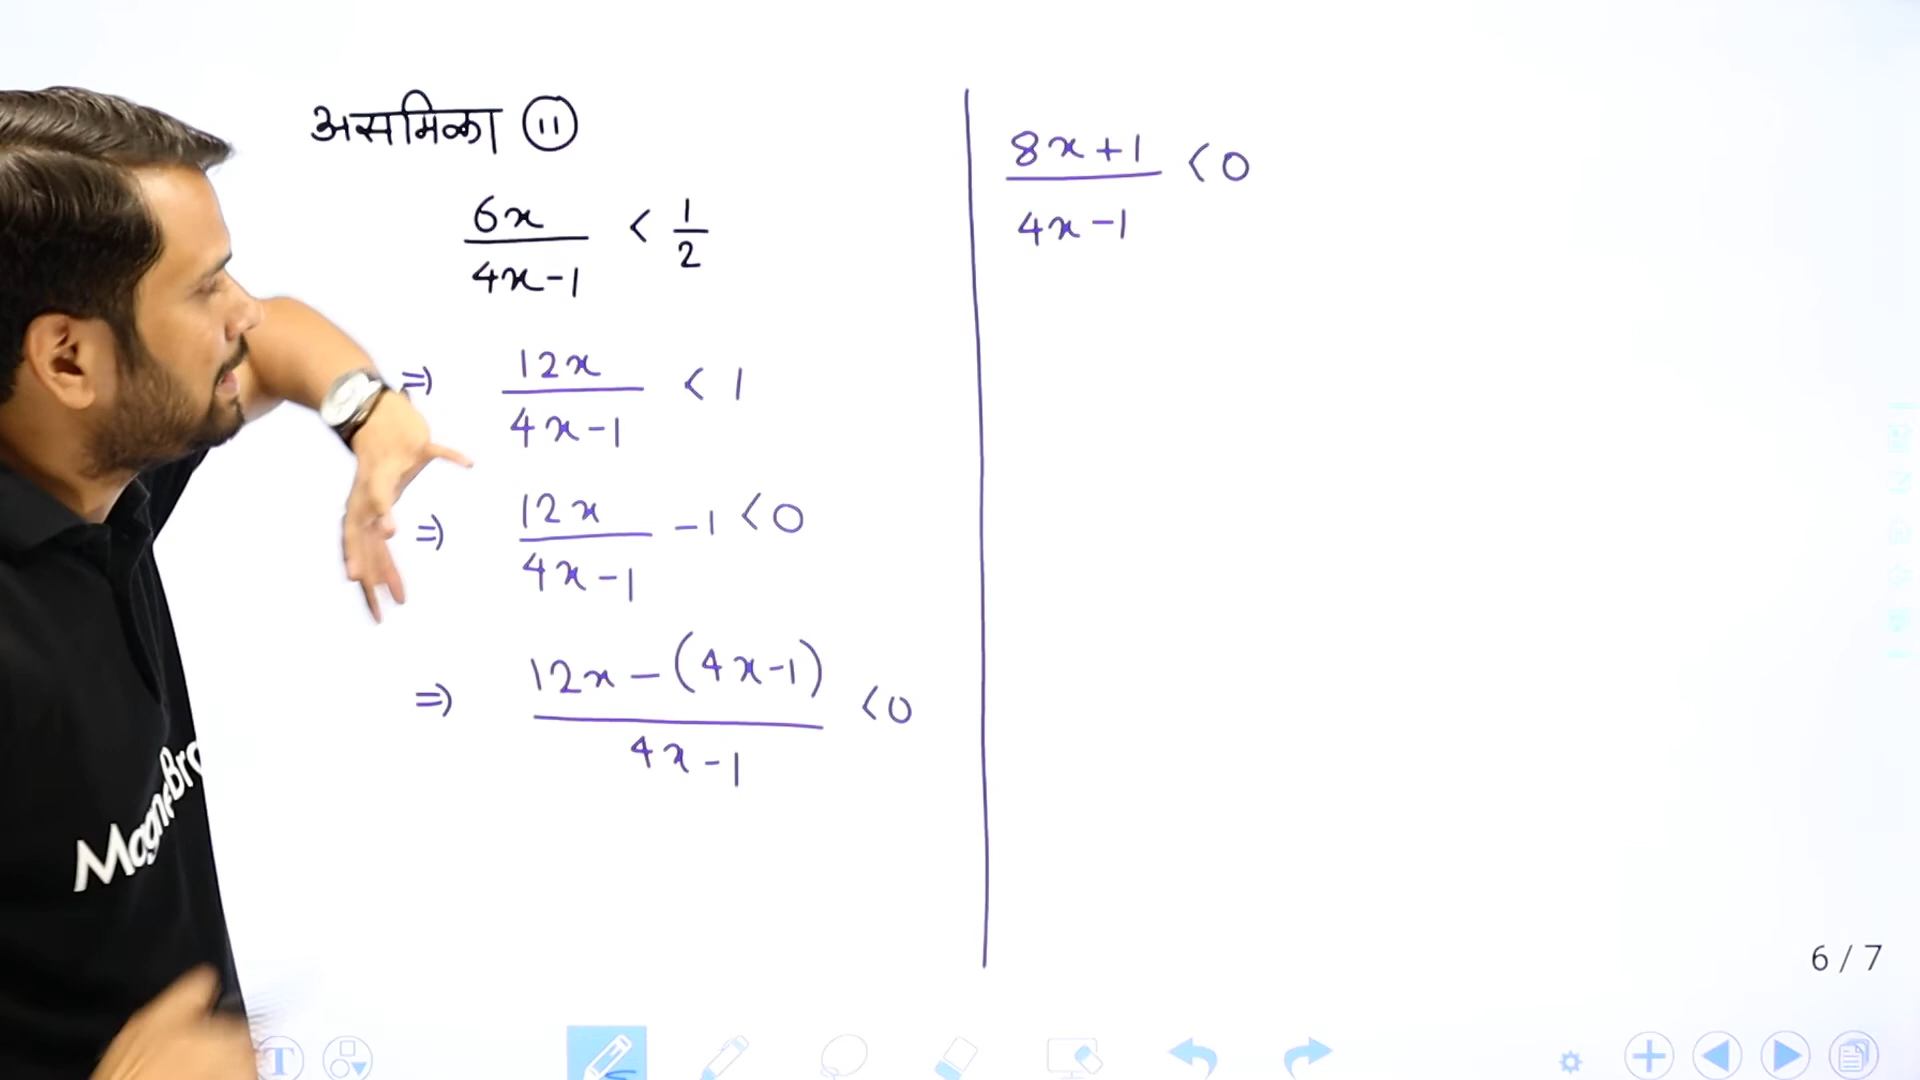 असमिका (11)
6x / 4x-1 < 1/2
⇒ 12x / 4x-1 < 1
⇒ 12x / 4x-1 -1 < 0
⇒ 12x-(4x-1) / 4x-1 < 0
8x+1 / 4x-1 < 0
6 / 7
T